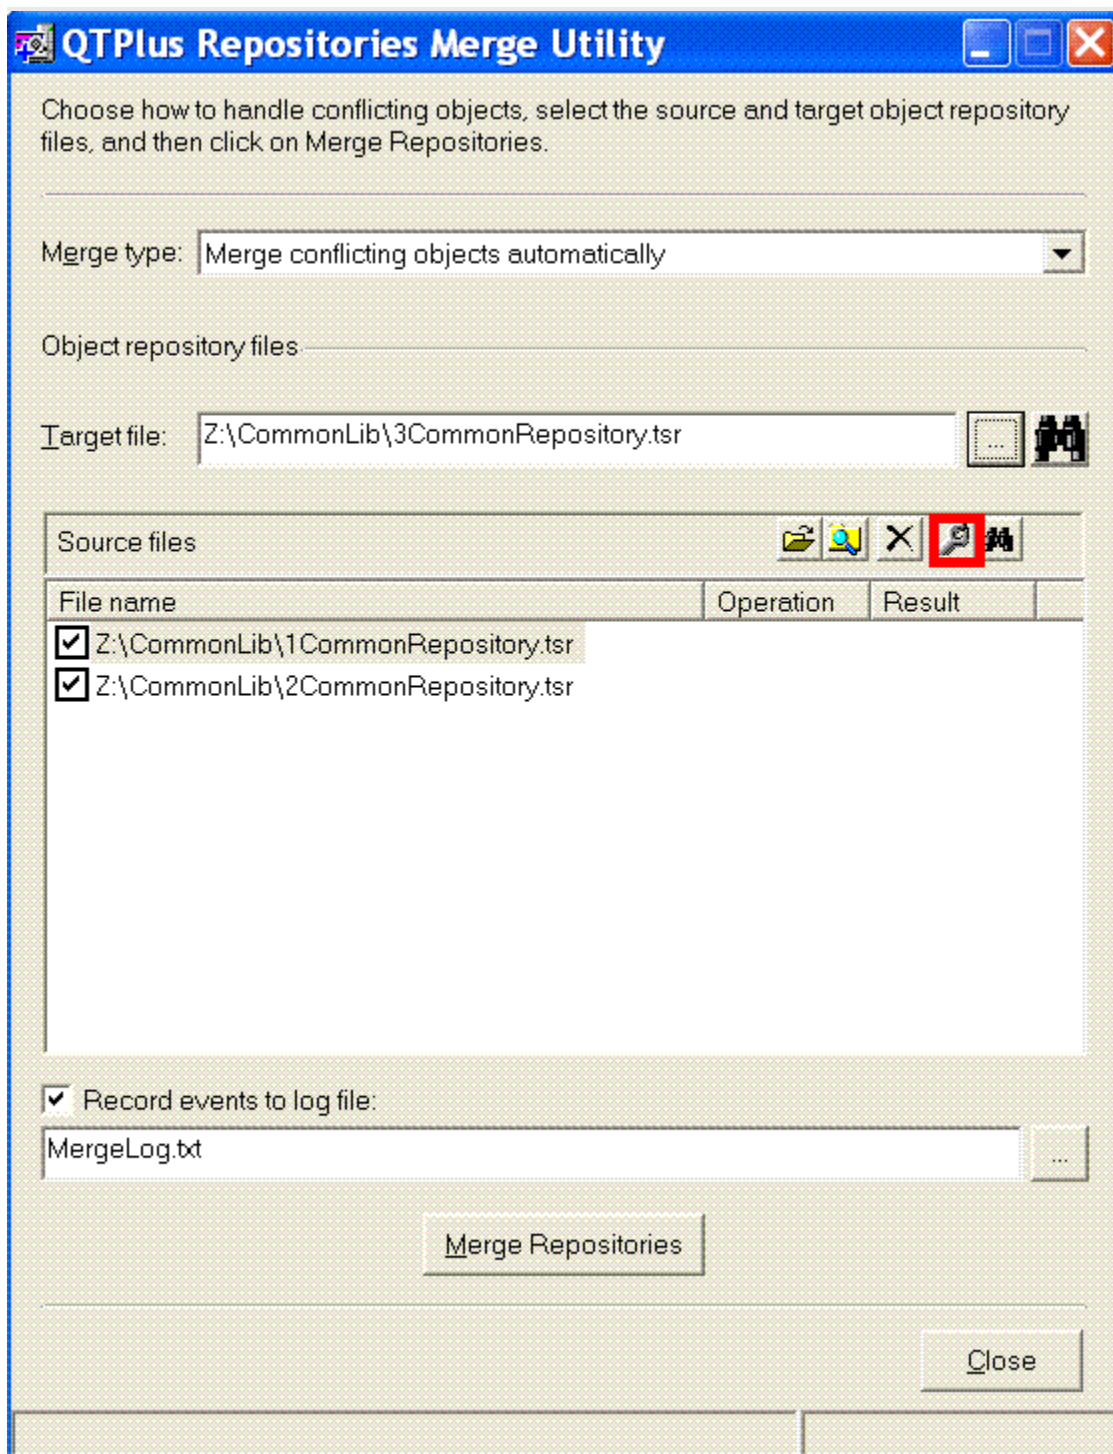 QTPlus Repositories Merge Utility
Choose how to handle conflicting objects, select the source and target object repository
files, and then click on Merge Repositories.
Merge type: Merge conflicting objects automatically
Object repository files
Target file: Z:\CommonLib\3CommonRepository.tsr ...
Source files
File name Operation Result
Z:\CommonLib\1CommonRepository.tsr
Z:\CommonLib\2CommonRepository.tsr
Record events to log file:
MergeLog.txt ...
Merge Repositories
Close